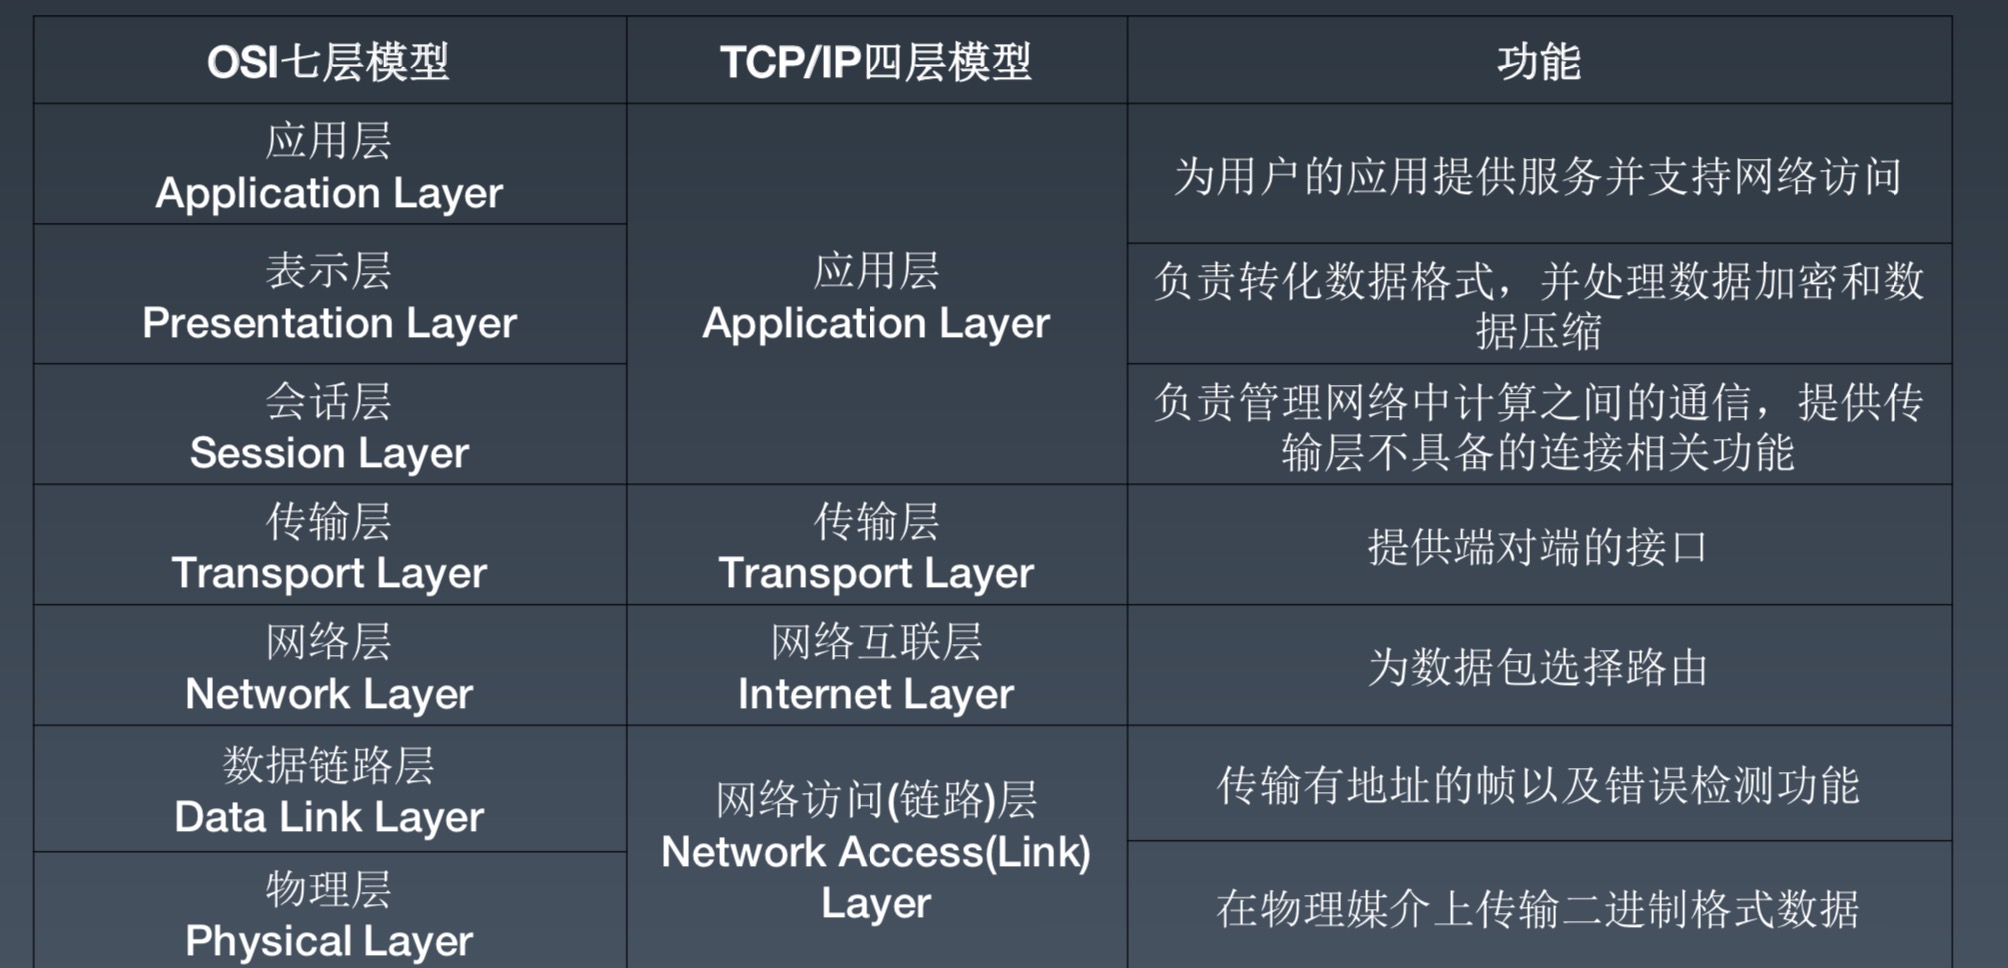 OSI七层模型
TCP/IP四层模型
功能
应用层
Application Layer
应用层
Application Layer
为用户的应用提供服务并支持网络访问
表示层
Presentation Layer
负责转化数据格式，并处理数据加密和数
据压缩
会话层
Session Layer
负责管理网络中计算之间的通信，提供传
输层不具备的连接相关功能
传输层
Transport Layer
传输层
Transport Layer
提供端对端的接口
网络层
Network Layer
网络互联层
Internet Layer
为数据包选择路由
数据链路层
Data Link Layer
网络访问(链路)层
Network Access(Link)
Layer
传输有地址的帧以及错误检测功能
物理层
Physical Layer
在物理媒介上传输二进制格式数据